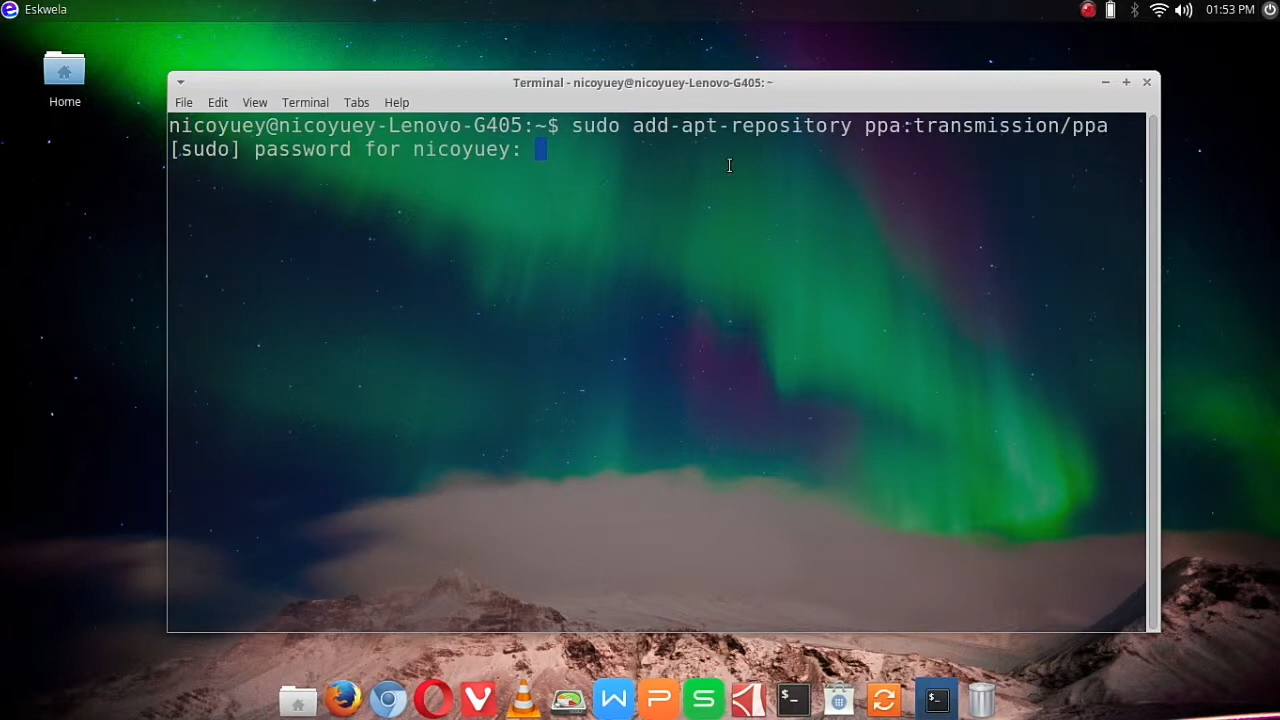 Eskwela
01:53 PM
Home
Terminal - nicoyuey@nicoyuey-Lenovo-G405: ~
File Edit View Terminal Tabs Help
nicoyuey@nicoyuey-Lenovo-G405:~$ sudo add-apt-repository ppa:transmission/ppa
[sudo] password for nicoyuey: